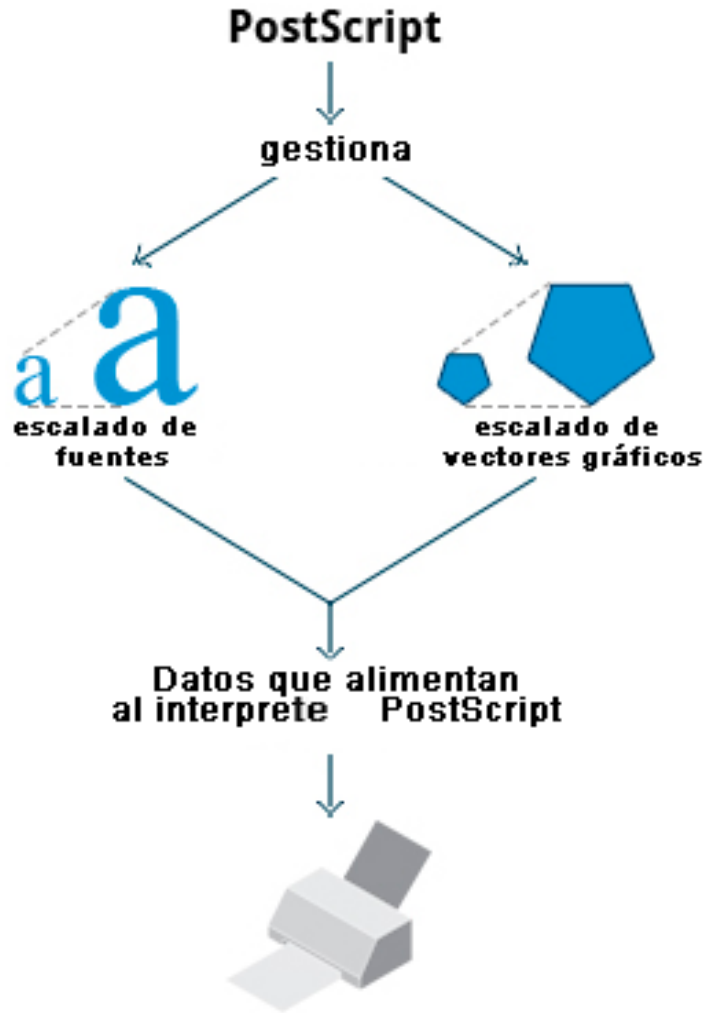 PostScript
gestiona
a a
escalado de
fuentes
escalado de
vectores gráficos
Datos que alimentan
al interprete PostScript